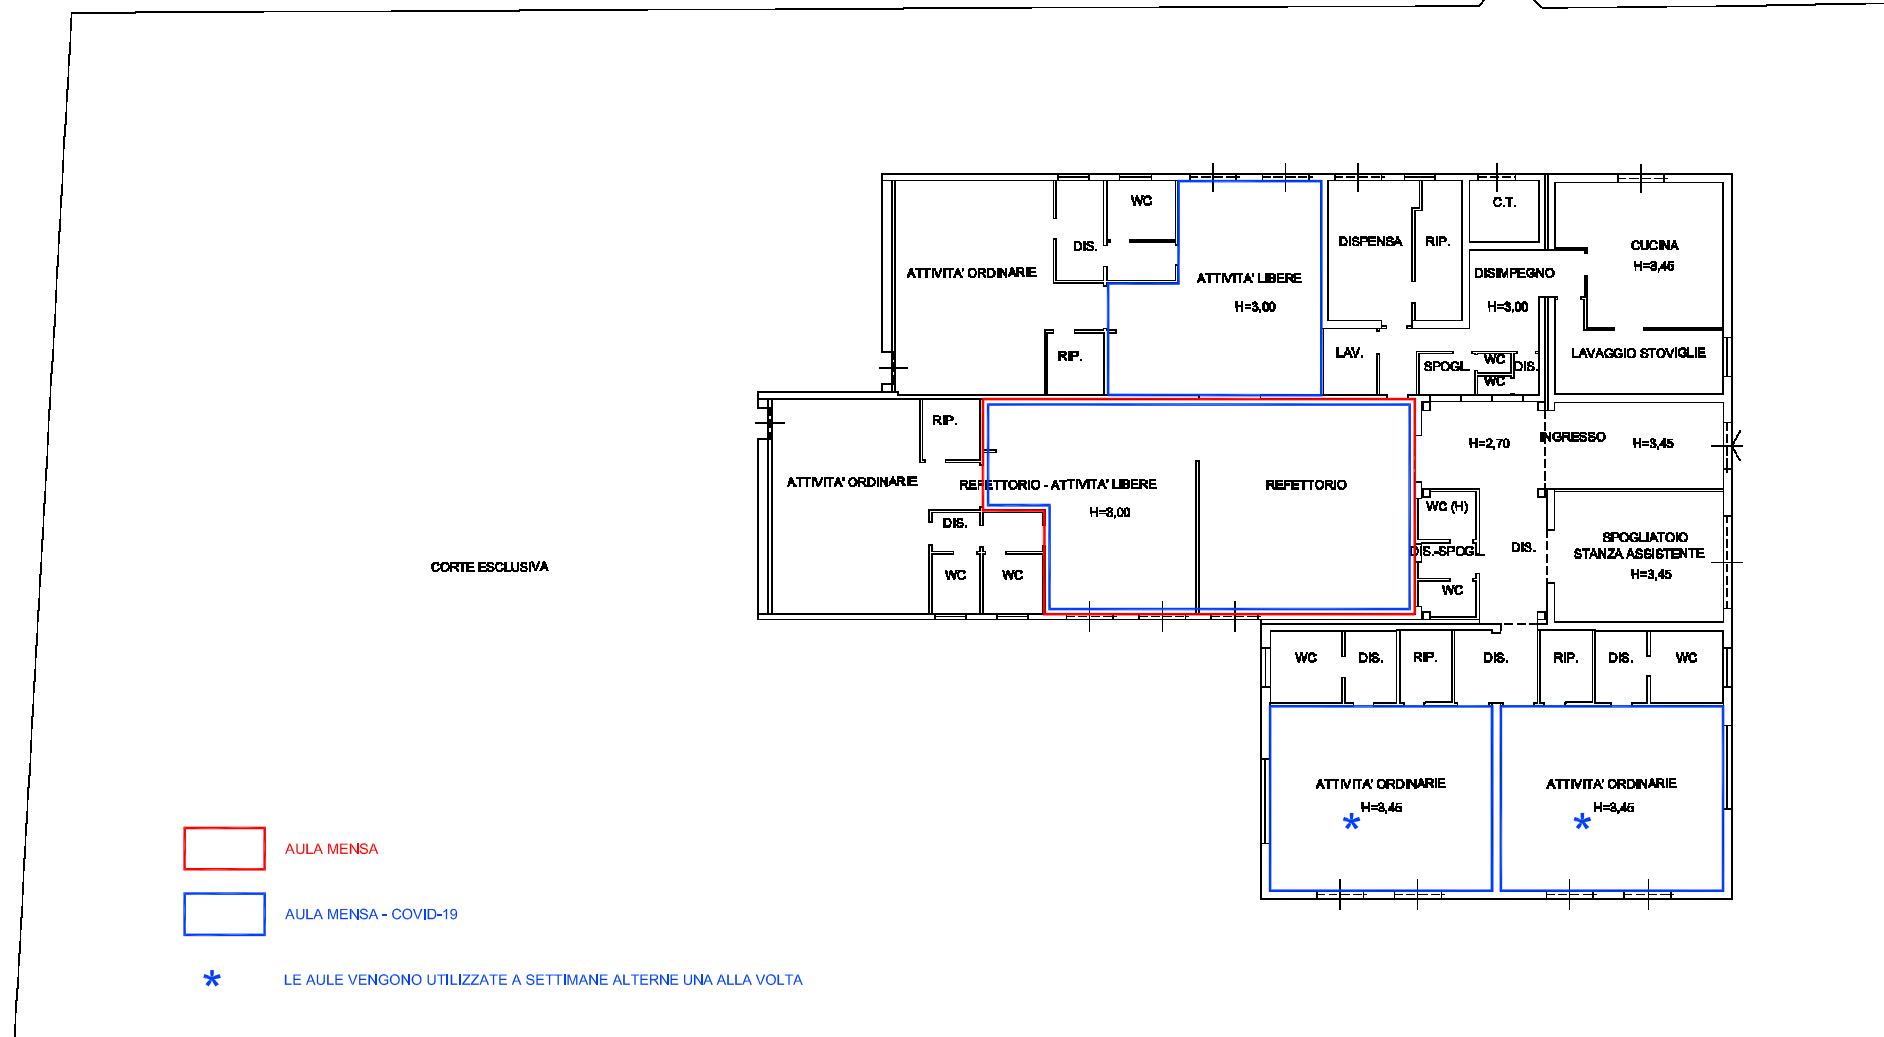 WC
C.T.
DIS.
DISPENSA
RIP.
CUCINA
H=3,45
ATTIVITA' ORDINARIE
ATTIVITA' LIBERE
H=3,00
DISIMPEGNO
H=3,00
RIP.
LAV.
SPOGL.
WC
DIS.
WC
LAVAGGIO STOVIGLIE
RIP.
H=2,70
INGRESSO
H=3,45
ATTIVITA' ORDINARIE
REFETTORIO - ATTIVITA' LIBERE
H=3,00
REFETTORIO
WC (H)
DIS.
DIS.-SPOGL.
DIS.
SPOGLIATOIO
STANZA ASSISTENTE
H=3,45
CORTE ESCLUSIVA
WC
WC
WC
WC
DIS.
RIP.
DIS.
RIP.
DIS.
WC
ATTIVITA' ORDINARIE
H=3,45
*
ATTIVITA' ORDINARIE
H=3,45
*
AULA MENSA
AULA MENSA - COVID-19
* LE AULE VENGONO UTILIZZATE A SETTIMANE ALTERNE UNA ALLA VOLTA